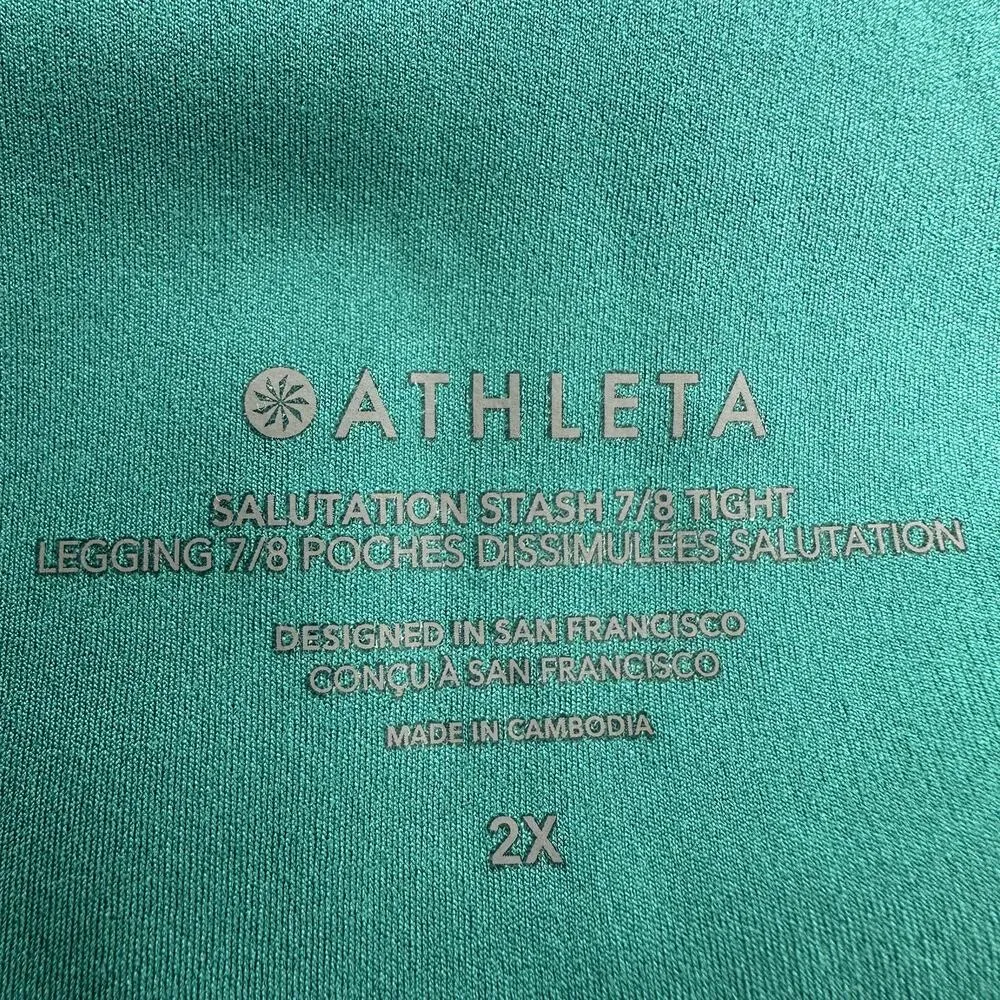 ATHLETA
SALUTATION STASH 7/8 TIGHT
LEGGING 7/8 POCHES DISSIMULÉES SALUTATION
DESIGNED IN SAN FRANCISCO
CONÇU À SAN FRANCISCO
MADE IN CAMBODIA
2X